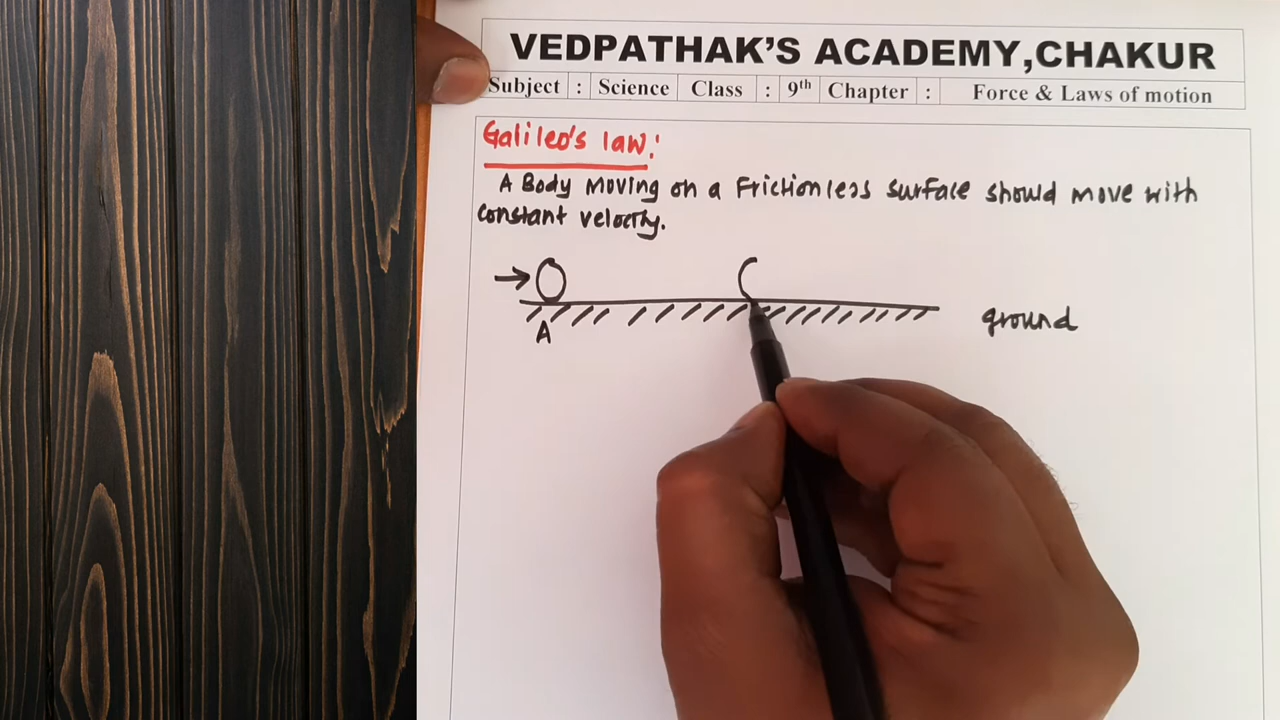 VEDPATHAK’S ACADEMY,CHAKUR
Subject : Science Class : 9th Chapter : Force & Laws of motion
Galileo's law:
A Body moving on a Frictionless surface should move with
constant velocity.
A
ground